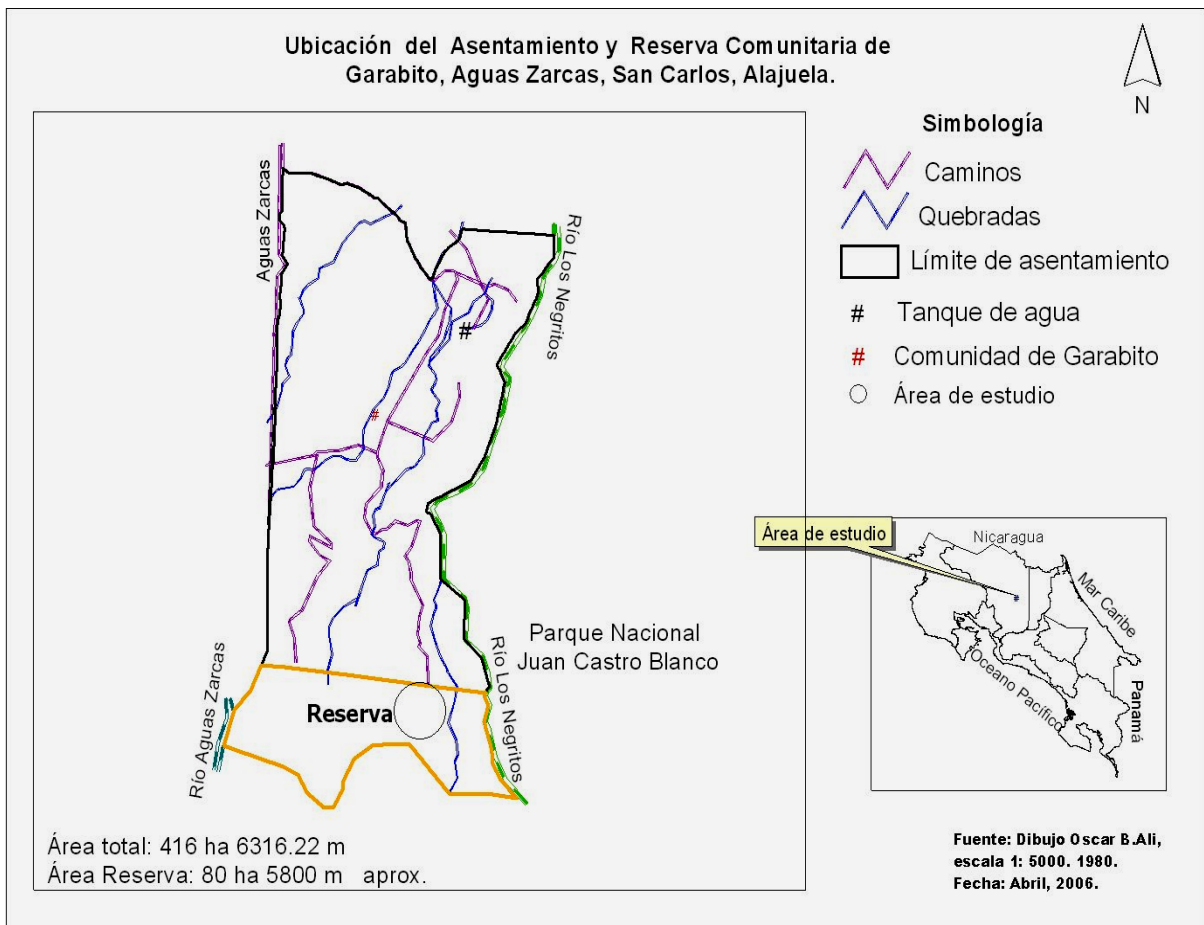 Ubicación del Asentamiento y Reserva Comunitaria de
Garabito, Aguas Zarcas, San Carlos, Alajuela.
N
Simbología
Caminos
Quebradas
Límite de asentamiento
# Tanque de agua
# Comunidad de Garabito
Área de estudio
Aguas Zarcas
Río Los Negritos
#
#
Parque Nacional
Juan Castro Blanco
Reserva
Río Aguas Zarcas
Río Los Negritos
Área total: 416 ha 6316.22 m
Área Reserva: 80 ha 5800 m aprox.
Área de estudio
Nicaragua
Mar Caribe
Oceano Pacífico
Panamá
Fuente: Dibujo Oscar B.Ali,
escala 1: 5000. 1980.
Fecha: Abril, 2006.